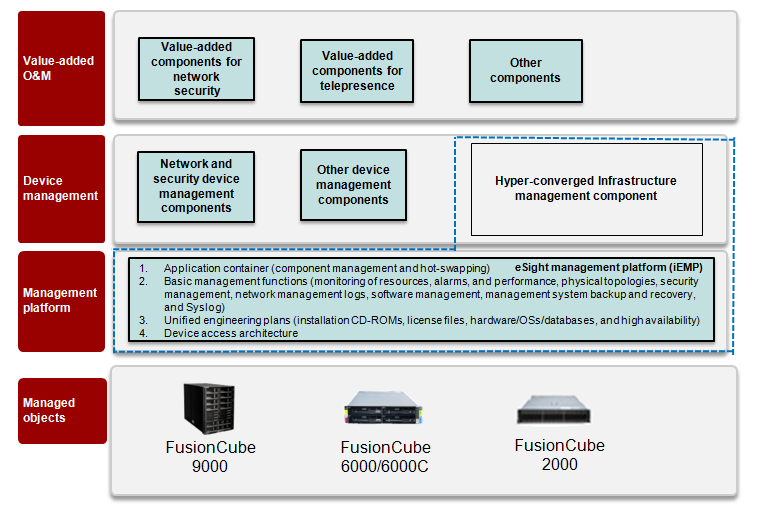 Value-added
O&M
Value-added
components for
network
security
Value-added
components for
telepresence
Other
components
Device
management
Network and
security device
management
components
Other device
management
components
Hyper-converged Infrastructure
management component
Management
platform
1. Application container (component management and hot-swapping) eSight management platform (iEMP)
2. Basic management functions (monitoring of resources, alarms, and performance, physical topologies, security
management, network management logs, software management, management system backup and recovery,
and Syslog)
3. Unified engineering plans (installation CD-ROMs, license files, hardware/OSs/databases, and high availability)
4. Device access architecture
Managed
objects
FusionCube
9000
FusionCube
6000/6000C
FusionCube
2000